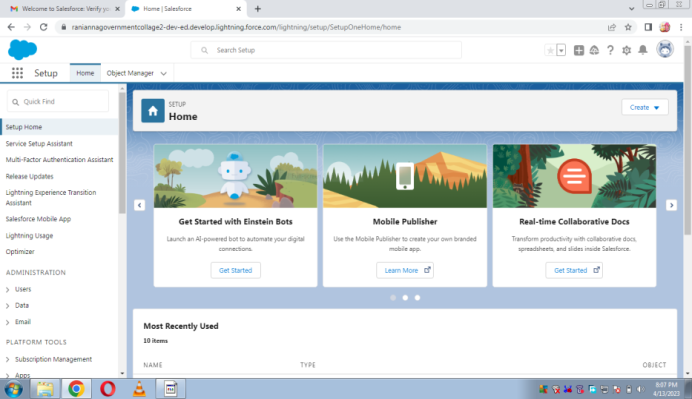 Welcome to Salesforce: Verify yo
Home | Salesforce
raniannagovernmentcollage2-dev-ed.develop.lightning.force.com/lightning/setup/SetupOneHome/home
Search Setup
Setup
Home
Object Manager
Quick Find
Setup Home
Service Setup Assistant
Multi-Factor Authentication Assistant
Release Updates
Lightning Experience Transition
Assistant
Salesforce Mobile App
Lightning Usage
Optimizer
ADMINISTRATION
Users
Data
Email
PLATFORM TOOLS
Subscription Management
Apps
SETUP
Home
Create
Get Started with Einstein Bots
Launch an AI-powered bot to automate your digital
connections.
Get Started
Mobile Publisher
Use the Mobile Publisher to create your own branded
mobile app.
Learn More
Real-time Collaborative Docs
Transform productivity with collaborative docs,
spreadsheets, and slides inside Salesforce.
Get Started
Most Recently Used
10 items
NAME
TYPE
OBJECT
8:07 PM
4/13/2023